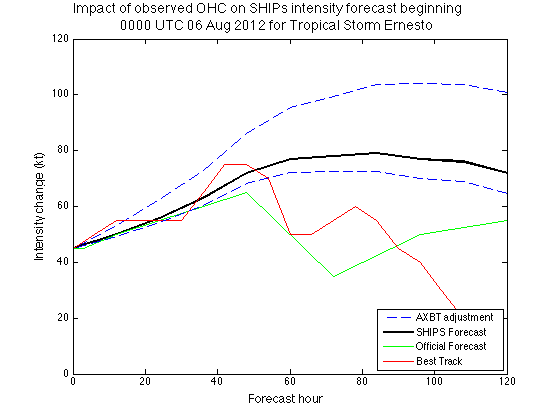 Impact of observed OHC on SHIPs intensity forecast beginning
0000 UTC 06 Aug 2012 for Tropical Storm Ernesto
120
100
80
60
40
20
0
Intensity change (kt)
0 20 40 60 80 100 120
Forecast hour
AXBT adjustment
SHIPS Forecast
Official Forecast
Best Track